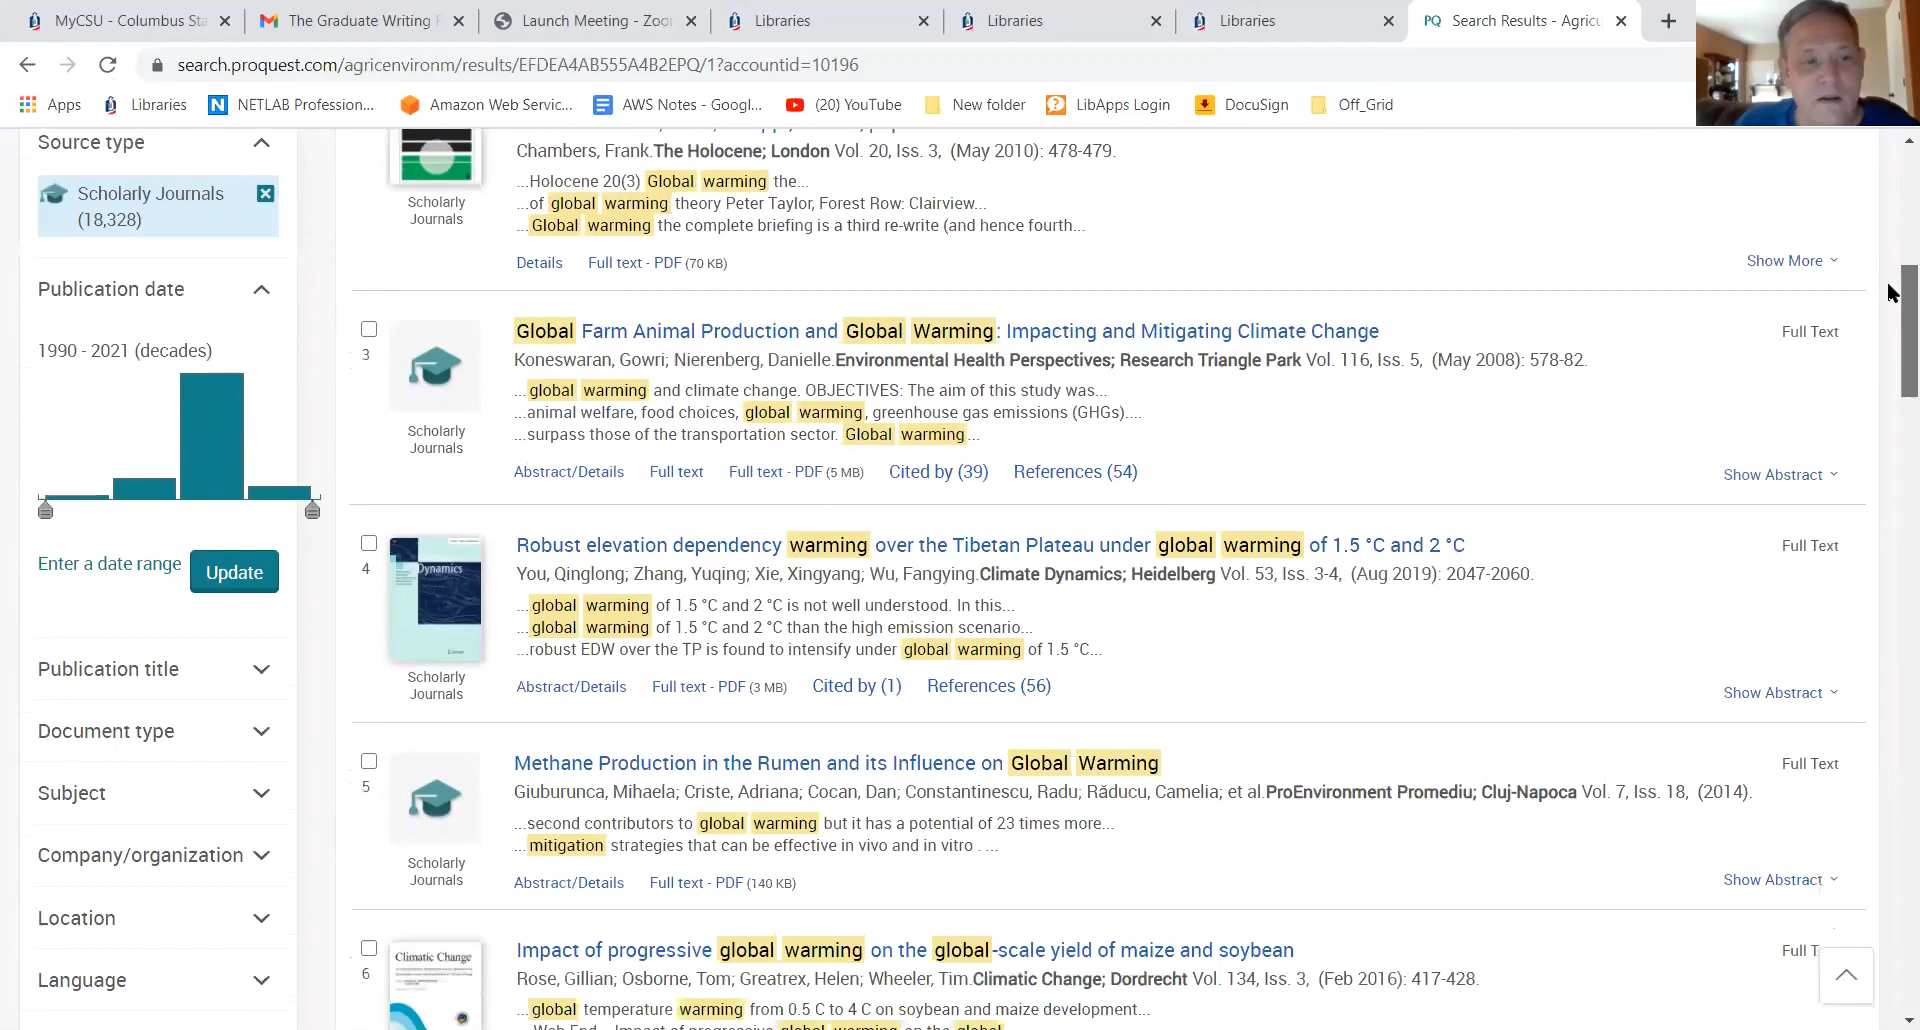 MyCSU - Columbus Sta
The Graduate Writing
Launch Meeting - Zoo
Libraries
Libraries
Libraries
PQ Search Results - Agric
search.proquest.com/agricenvironm/results/EFDEA4AB555A4B2EPQ/1?accountid=10196
Apps
Libraries
N NETLAB Profession...
Amazon Web Servic...
AWS Notes - Googl...
(20) YouTube
New folder
LibApps Login
DocuSign
Off_Grid
Source type
Scholarly Journals
(18,328)
Publication date
1990 - 2021 (decades)
Enter a date range
Update
Publication title
Document type
Subject
Company/organization
Location
Language
Chambers, Frank.The Holocene; London Vol. 20, Iss. 3, (May 2010): 478-479.
...Holocene 20(3) Global warming the...
...of global warming theory Peter Taylor, Forest Row: Clairview...
...Global warming the complete briefing is a third re-write (and hence fourth...
Scholarly
Journals
Details Full text - PDF (70 KB)
Show More
3
Global Farm Animal Production and Global Warming: Impacting and Mitigating Climate Change
Full Text
Koneswaran, Gowri; Nierenberg, Danielle.Environmental Health Perspectives; Research Triangle Park Vol. 116, Iss. 5, (May 2008): 578-82.
...global warming and climate change. OBJECTIVES: The aim of this study was...
...animal welfare, food choices, global warming, greenhouse gas emissions (GHGs)....
...surpass those of the transportation sector. Global warming...
Scholarly
Journals
Abstract/Details Full text Full text - PDF (5 MB) Cited by (39) References (54)
Show Abstract
4
Dynamics
Robust elevation dependency warming over the Tibetan Plateau under global warming of 1.5 °C and 2 °C
Full Text
You, Qinglong; Zhang, Yuqing; Xie, Xingyang; Wu, Fangying.Climate Dynamics; Heidelberg Vol. 53, Iss. 3-4, (Aug 2019): 2047-2060.
...global warming of 1.5 °C and 2 °C is not well understood. In this...
...global warming of 1.5 °C and 2 °C than the high emission scenario...
...robust EDW over the TP is found to intensify under global warming of 1.5 °C...
Scholarly
Journals
Abstract/Details Full text - PDF (3 MB) Cited by (1) References (56)
Show Abstract
5
Methane Production in the Rumen and its Influence on Global Warming
Full Text
Giuburunca, Mihaela; Criste, Adriana; Cocan, Dan; Constantinescu, Radu; Răducu, Camelia; et al.ProEnvironment Promediu; Cluj-Napoca Vol. 7, Iss. 18, (2014).
...second contributors to global warming but it has a potential of 23 times more...
...mitigation strategies that can be effective in vivo and in vitro . ...
Scholarly
Journals
Abstract/Details Full text - PDF (140 KB)
Show Abstract
6
Climatic Change
Impact of progressive global warming on the global-scale yield of maize and soybean
Full T
Rose, Gillian; Osborne, Tom; Greatrex, Helen; Wheeler, Tim.Climatic Change; Dordrecht Vol. 134, Iss. 3, (Feb 2016): 417-428.
...global temperature warming from 0.5 C to 4 C on soybean and maize development...